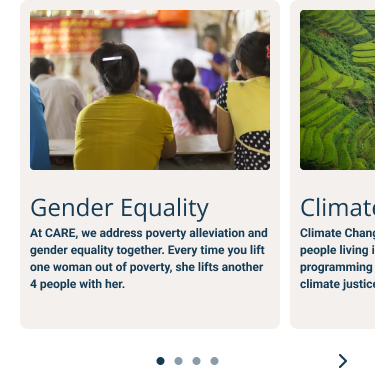 Gender Equality
At CARE, we address poverty alleviation and
gender equality together. Every time you lift
one woman out of poverty, she lifts another
4 people with her.
Climate
Climate Chang
people living i
programming
climate justice